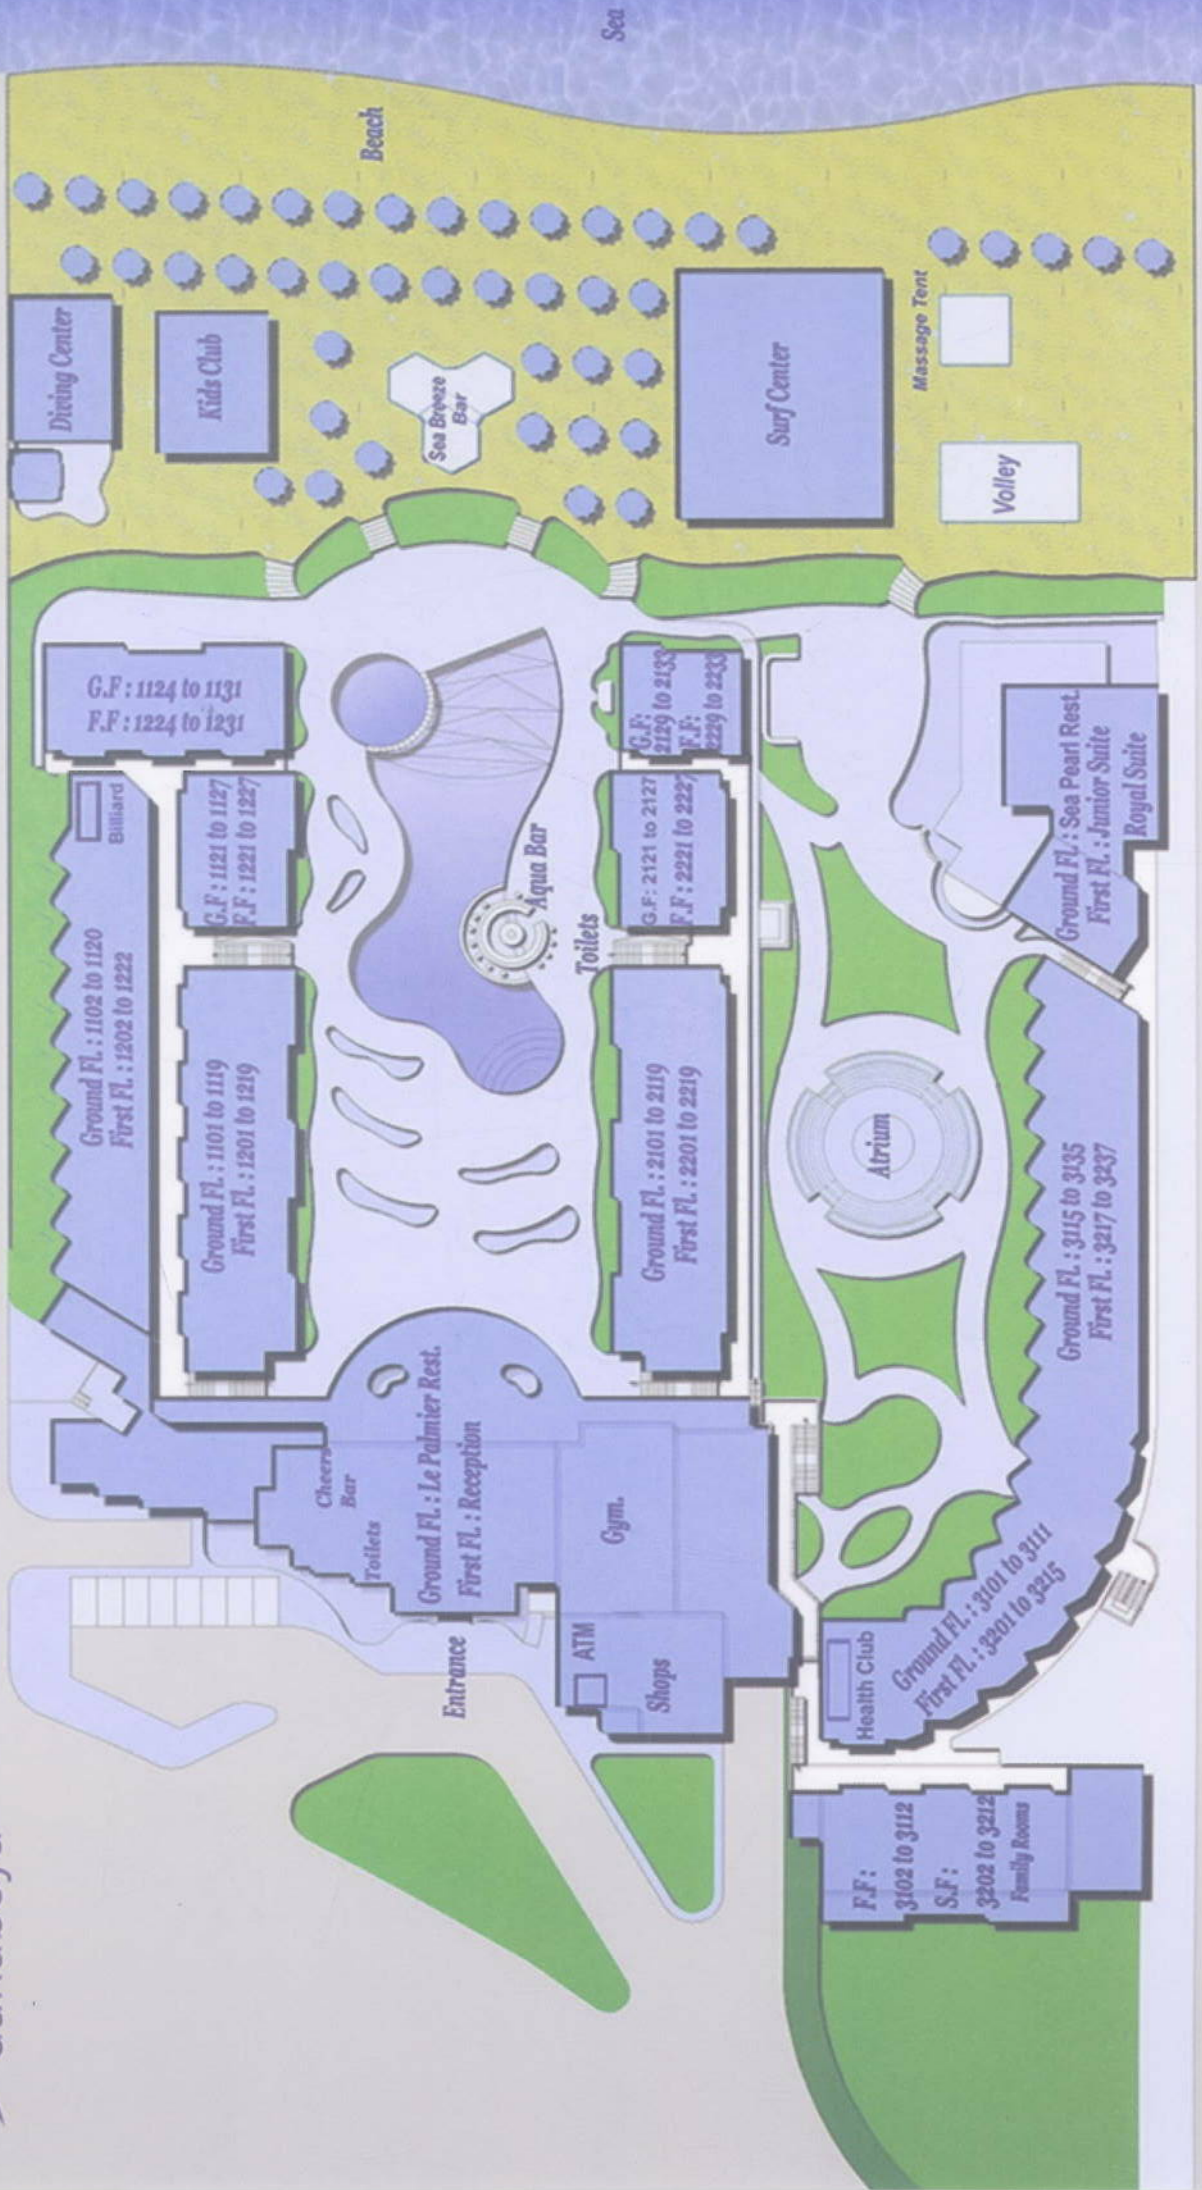 Sea
Beach
Diving Center
Kids Club
Sea Breeze
Bar
Surf Center
Massage Tent
Volley
G.F : 1124 to 1131
F.F : 1224 to 1231
Billiard
G.F : 1121 to 1127
F.F : 1221 to 1227
Ground Fl. : 1102 to 1120
First Fl. : 1202 to 1222
Ground Fl. : 1101 to 1119
First Fl. : 1201 to 1219
Aqua Bar
Toilets
G.F:
2129 to 2133
F.F:
2229 to 2233
G.F: 2121 to 2127
F.F : 2221 to 2227
Ground Fl. : 2101 to 2119
First Fl. : 2201 to 2219
Ground Fl. : Sea Pearl Rest.
First Fl. : Junior Suite
Royal Suite
Atrium
Ground Fl. : 3115 to 3135
First Fl. : 3217 to 3237
Cheers
Bar
Toilets
Ground Fl. : Le Palmier Rest.
First Fl. : Reception
Gym.
Entrance
ATM
Shops
Health Club
Ground Fl. : 3101 to 3111
First Fl. : 3201 to 3215
F.F :
3102 to 3112
S.F :
3202 to 3212
Family Rooms